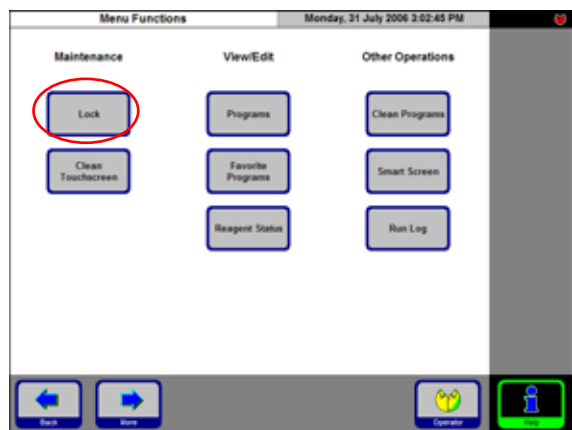 Menu Functions
Monday, 31 July 2006 3:02:45 PM
Maintenance
View/Edit
Other Operations
Lock
Programs
Clean Programs
Clean
Touchscreen
Favorite
Programs
Smart Screen
Reagent Status
Run Log
Back
More
Operator
Help